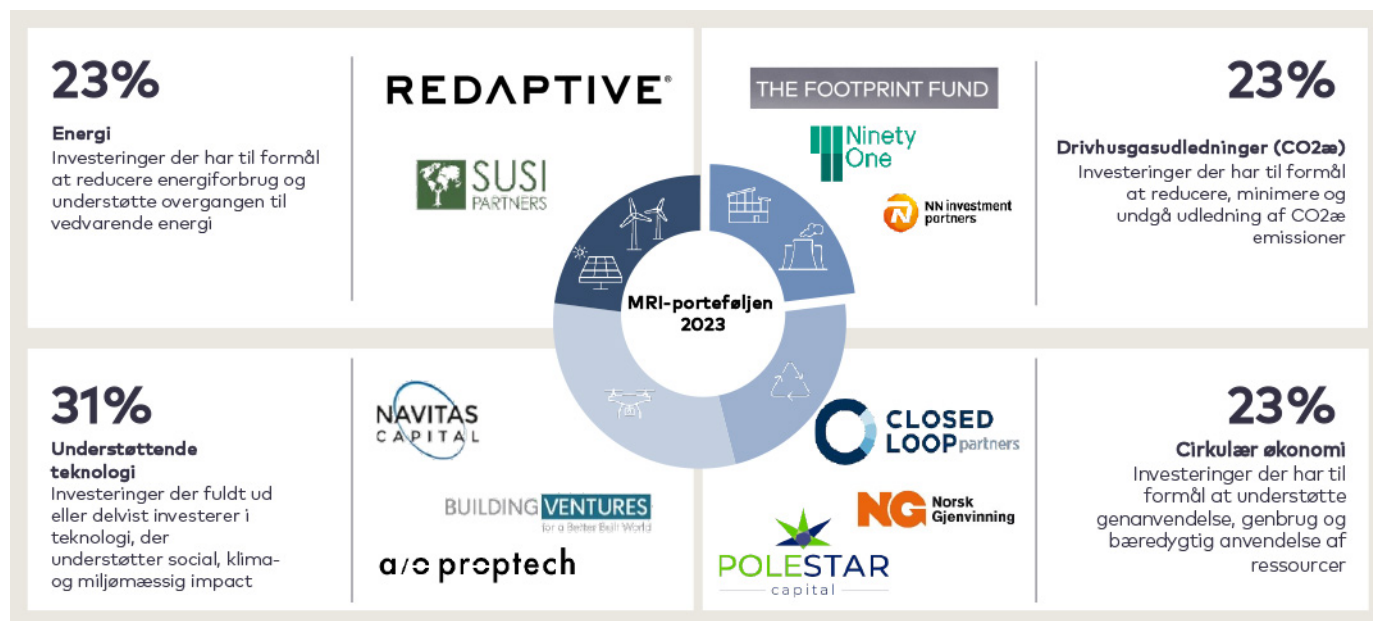 23%
Energi
Investeringer der har til formål
at reducere energiforbrug og
understøtte overgangen til
vedvarende energi
REDAPTIVE®
SUSI
PARTNERS
THE FOOTPRINT FUND
Ninety
One
NN investment
partners
23%
Drivhusgasudledninger (CO2æ)
Investeringer der har til formål
at reducere, minimere og
undgå udledning af CO2æ
emissioner
MRI-porteføljen
2023
31%
Understøttende
teknologi
Investeringer der fuldt ud
eller delvist investerer i
teknologi, der
understøtter social, klima-
og miljømæssig impact
NAVITAS
CAPITAL
BUILDING VENTURES
for a Better Built World
a/o proptech
CLOSED
LOOP partners
NG Norsk
Gjenvinning
POLESTAR
capital
23%
Cirkulær økonomi
Investeringer der har til
formål at understøtte
genanvendelse, genbrug og
bæredygtig anvendelse af
ressourcer